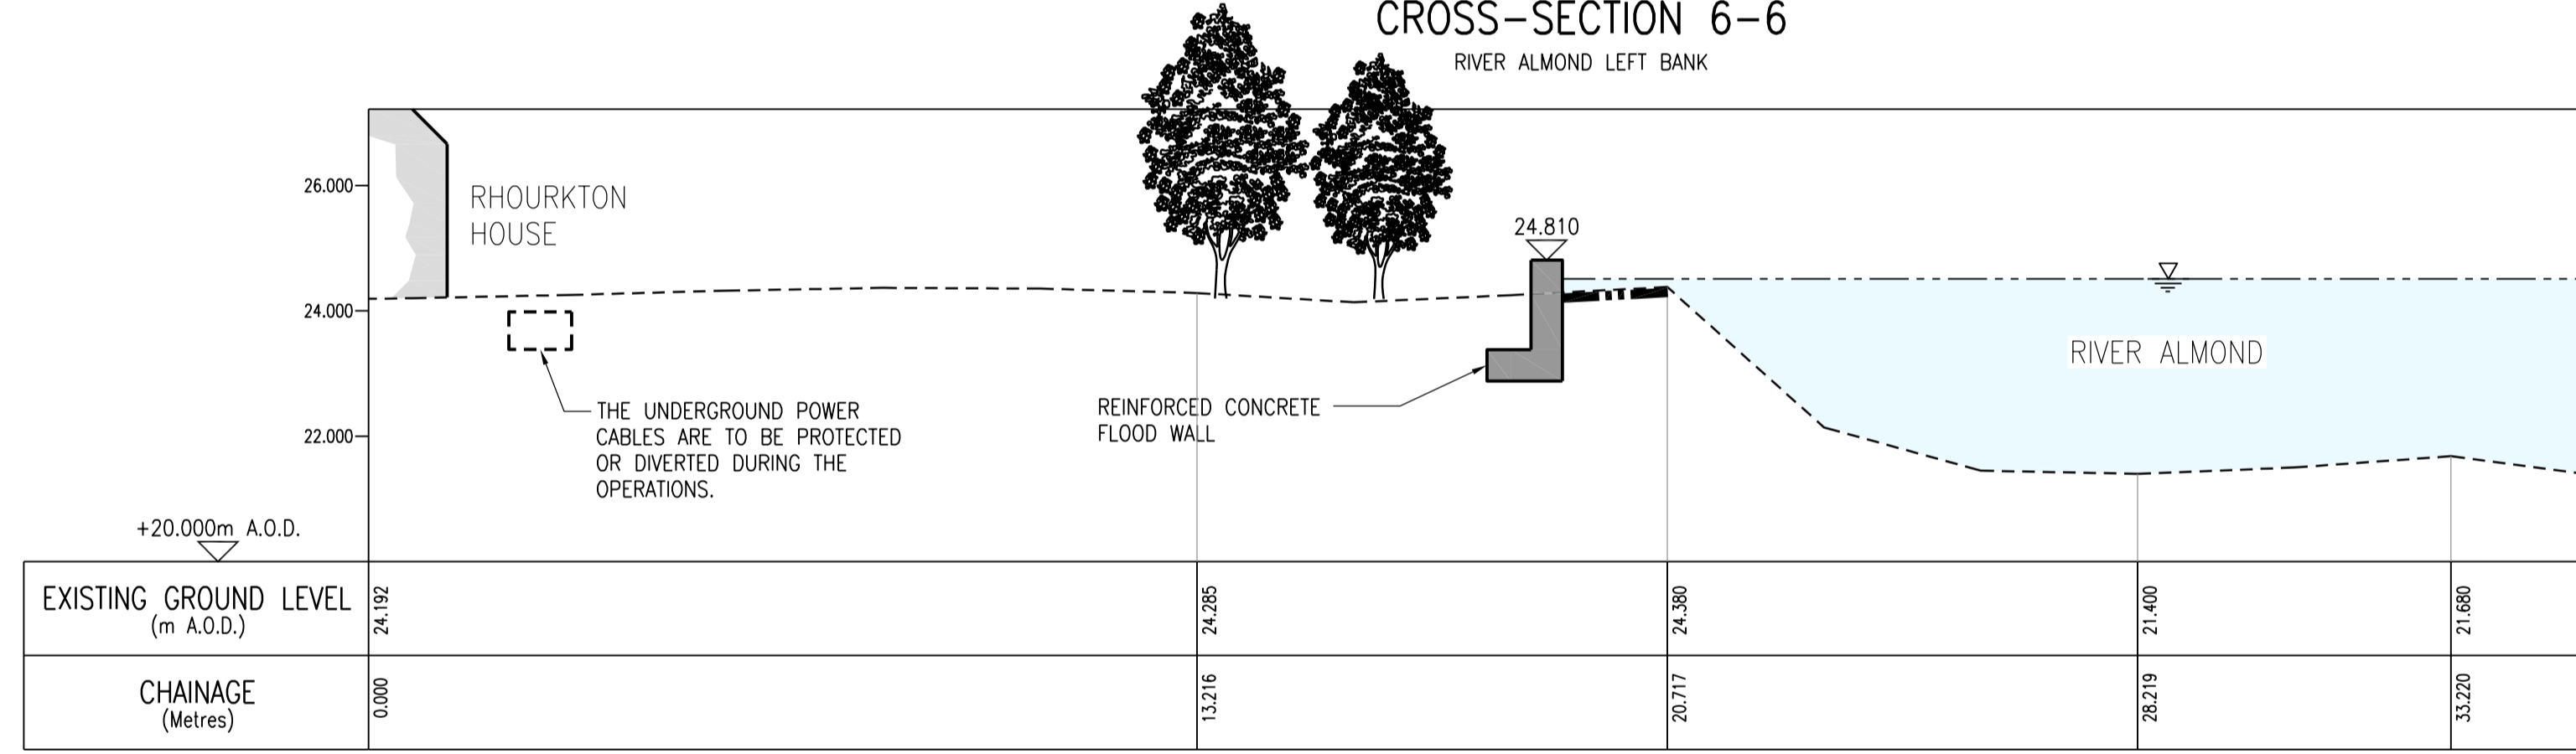 CROSS-SECTION 6-6
RIVER ALMOND LEFT BANK
26.000
24.000
22.000
RHOURKTON
HOUSE
24.810
RIVER ALMOND
THE UNDERGROUND POWER
CABLES ARE TO BE PROTECTED
OR DIVERTED DURING THE
OPERATIONS.
REINFORCED CONCRETE
FLOOD WALL
+20.000m A.O.D.
EXISTING GROUND LEVEL
(m A.O.D.)
24.192
24.285
24.380
21.400
21.680
CHAINAGE
(Metres)
0.000
13.216
20.717
28.219
33.220